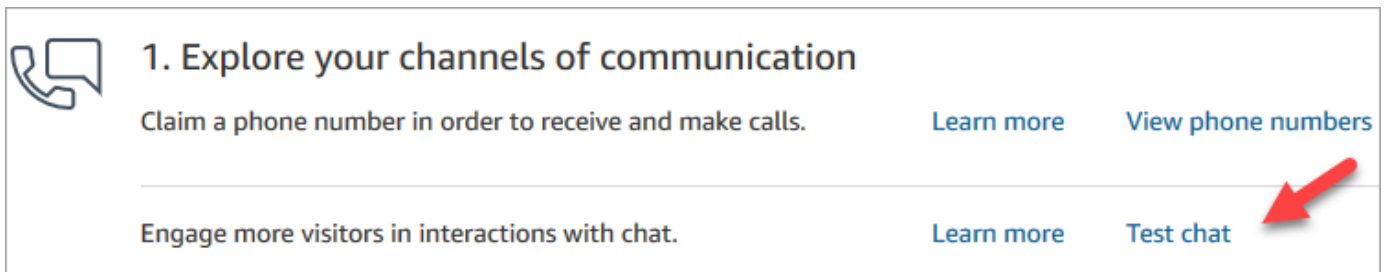 1. Explore your channels of communication
Claim a phone number in order to receive and make calls. Learn more View phone numbers
Engage more visitors in interactions with chat. Learn more Test chat